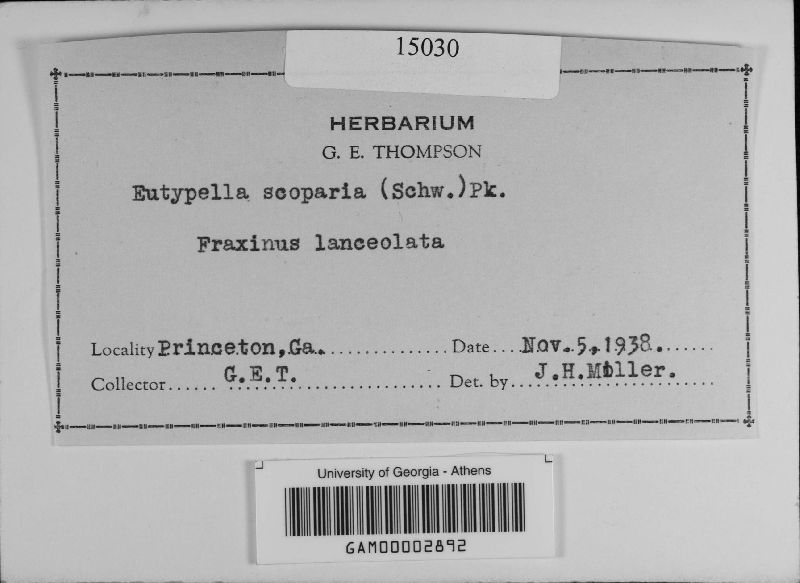 15030
HERBARIUM
G. E. THOMPSON
Eutypella scoparia (Schw.)Pk.
Fraxinus lanceolata
Locality Princeton, Ga. Date Nov. 5, 1938.
Collector G.E.T. Det. by J.H.Miller.
University of Georgia - Athens
GAM00002892